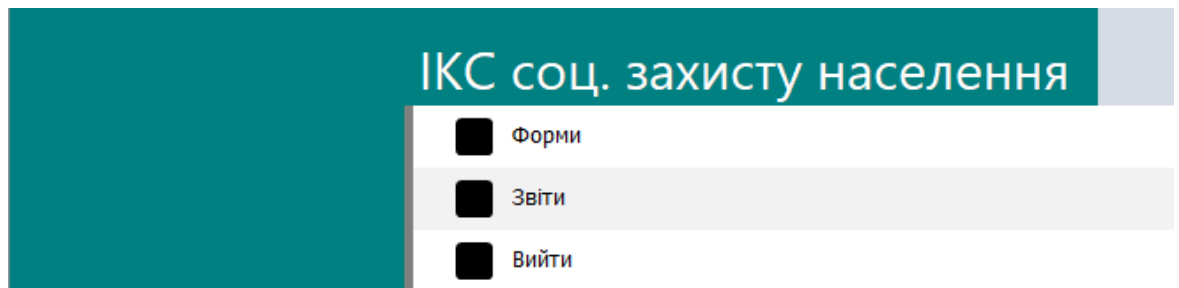 ІКС соц. захисту населення
Форми
Звіти
Вийти